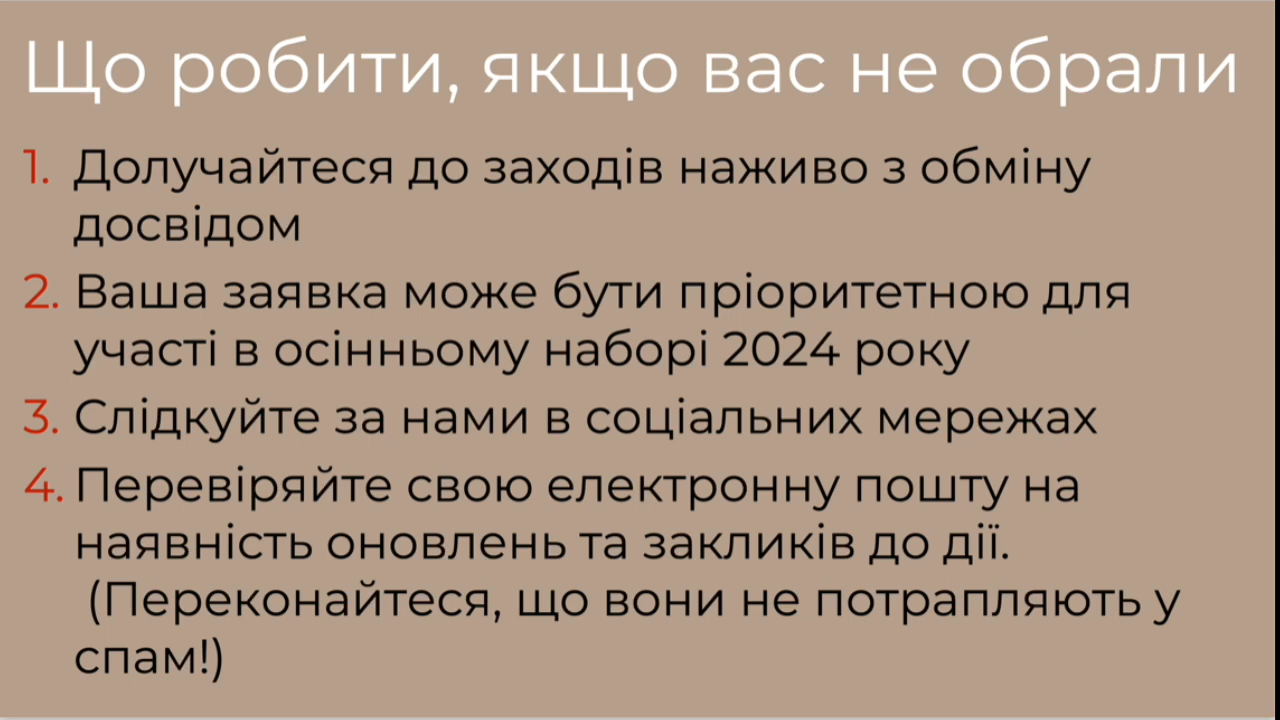 Що робити, якщо вас не обрали
1. Долучайтеся до заходів наживо з обміну
досвідом
2. Ваша заявка може бути пріоритетною для
участі в осінньому наборі 2024 року
3. Слідкуйте за нами в соціальних мережах
4. Перевіряйте свою електронну пошту на
наявність оновлень та закликів до дії.
(Переконайтеся, що вони не потрапляють у
спам!)